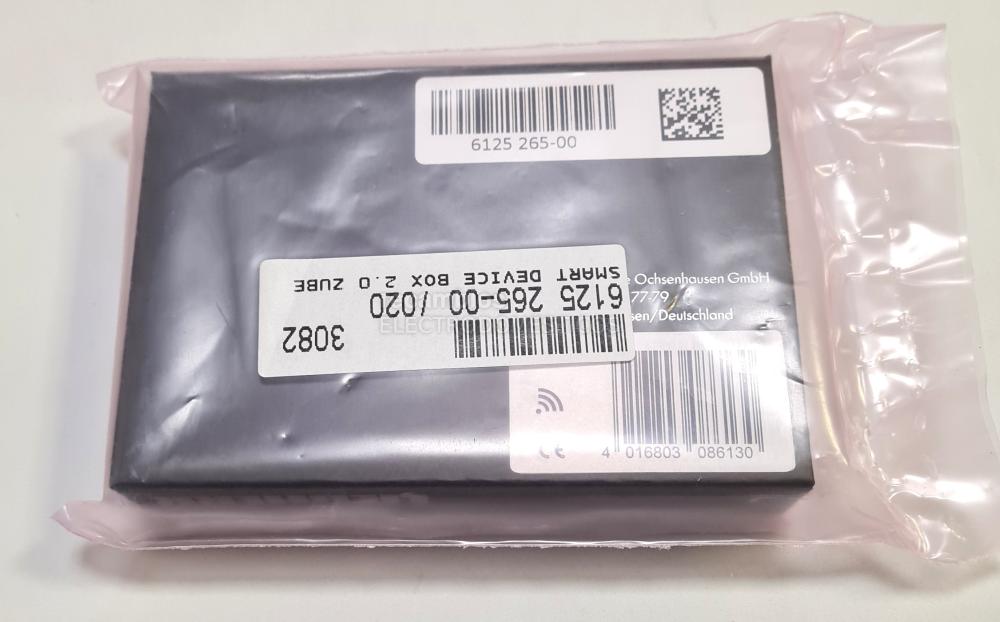 6125 265-00
e Ochsenhausen GmbH
77-79
sen/Deutschland
3082
6125 265-00 /020
SMART DEVICE BOX 2.0 ZUBE
CE
4 016803 086130